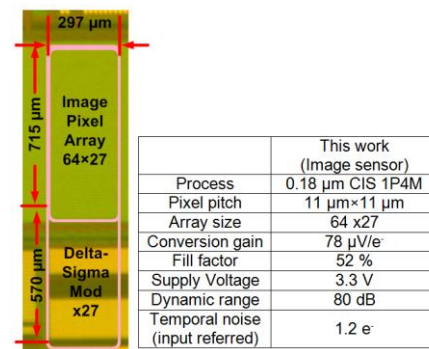 297 µm
715 µm
Image
Pixel
Array
64×27
570 µm
Delta-
Sigma
Mod
x27
This work
(Image sensor)
Process 0.18 µm CIS 1P4M
Pixel pitch 11 µm×11 µm
Array size 64 x27
Conversion gain 78 µV/e-
Fill factor 52 %
Supply Voltage 3.3 V
Dynamic range 80 dB
Temporal noise
(input referred) 1.2 e-